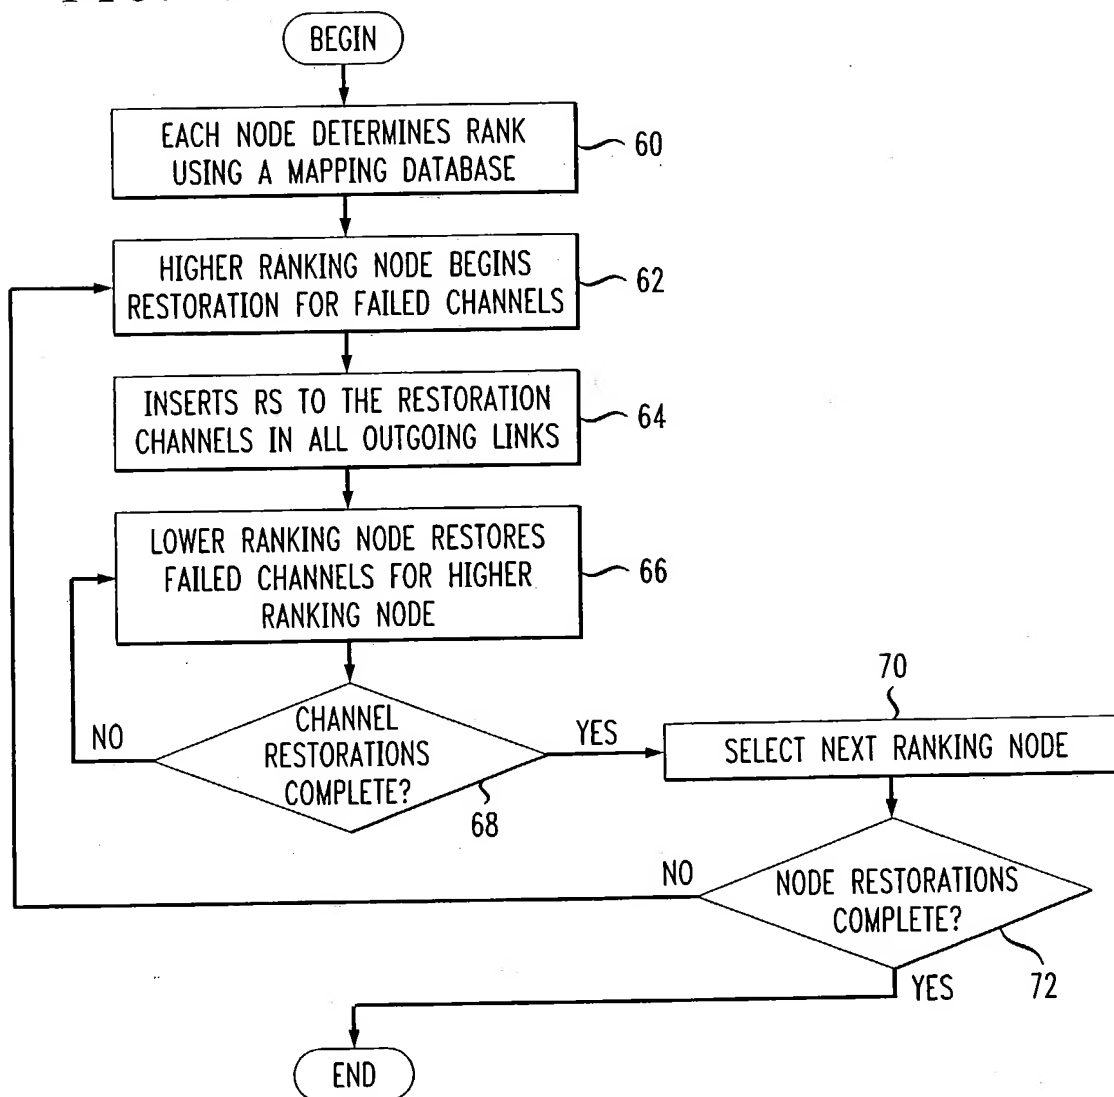 BEGIN
EACH NODE DETERMINES RANK
USING A MAPPING DATABASE
60
HIGHER RANKING NODE BEGINS
RESTORATION FOR FAILED CHANNELS
62
INSERTS RS TO THE RESTORATION
CHANNELS IN ALL OUTGOING LINKS
64
LOWER RANKING NODE RESTORES
FAILED CHANNELS FOR HIGHER
RANKING NODE
66
CHANNEL
RESTORATIONS
COMPLETE?
NO
YES
68
70
SELECT NEXT RANKING NODE
NODE RESTORATIONS
COMPLETE?
NO
YES
72
END